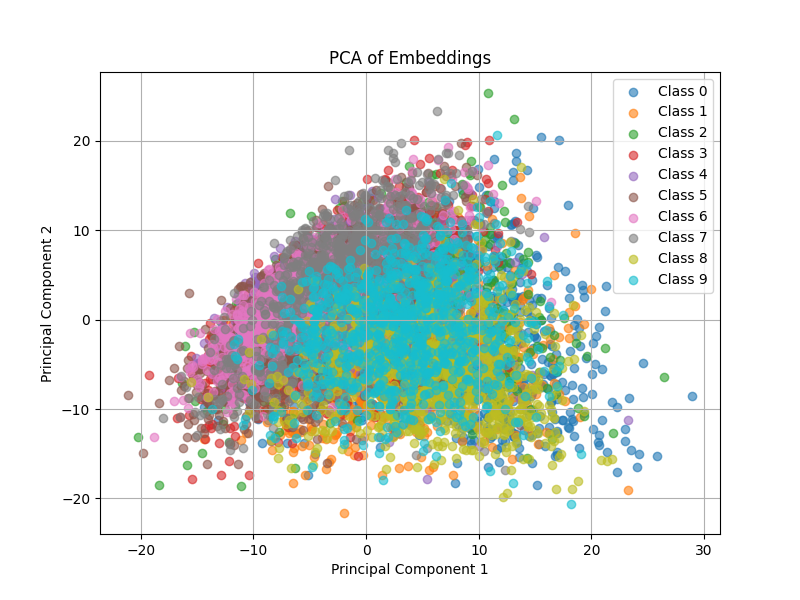 PCA of Embeddings
Class 0
Class 1
Class 2
Class 3
Class 4
Class 5
Class 6
Class 7
Class 8
Class 9
20
10
0
−10
−20
Principal Component 2
−20 −10 0 10 20 30
Principal Component 1